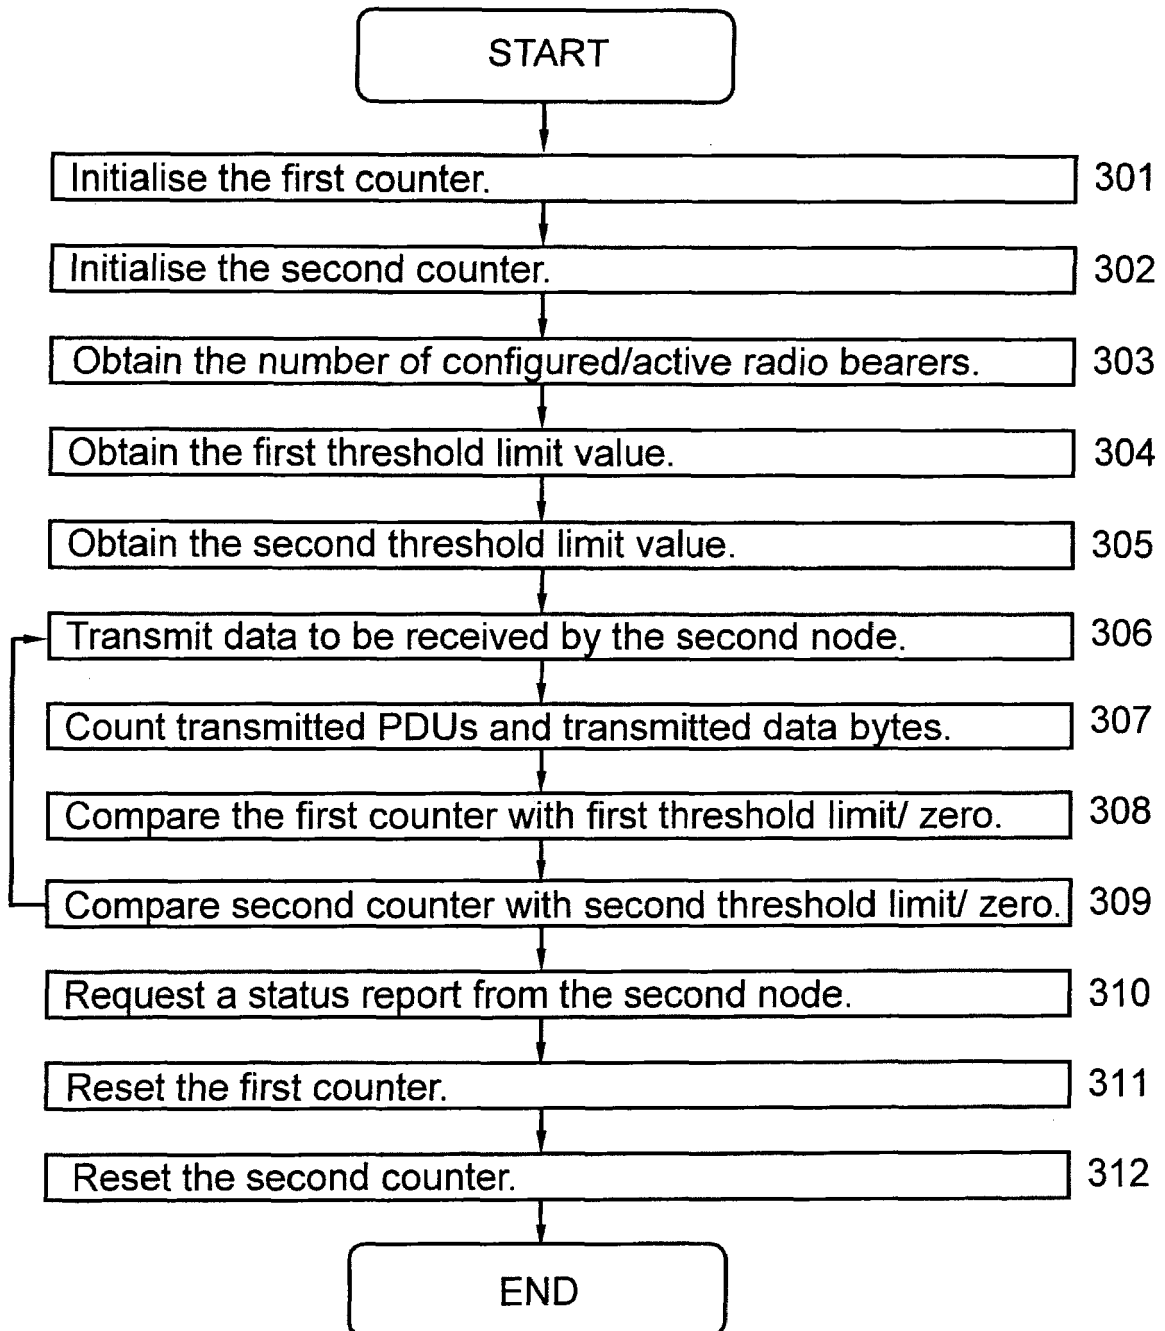 START
Initialise the first counter. 301
Initialise the second counter. 302
Obtain the number of configured/active radio bearers. 303
Obtain the first threshold limit value. 304
Obtain the second threshold limit value. 305
Transmit data to be received by the second node. 306
Count transmitted PDUs and transmitted data bytes. 307
Compare the first counter with first threshold limit/ zero. 308
Compare second counter with second threshold limit/ zero. 309
Request a status report from the second node. 310
Reset the first counter. 311
Reset the second counter. 312
END